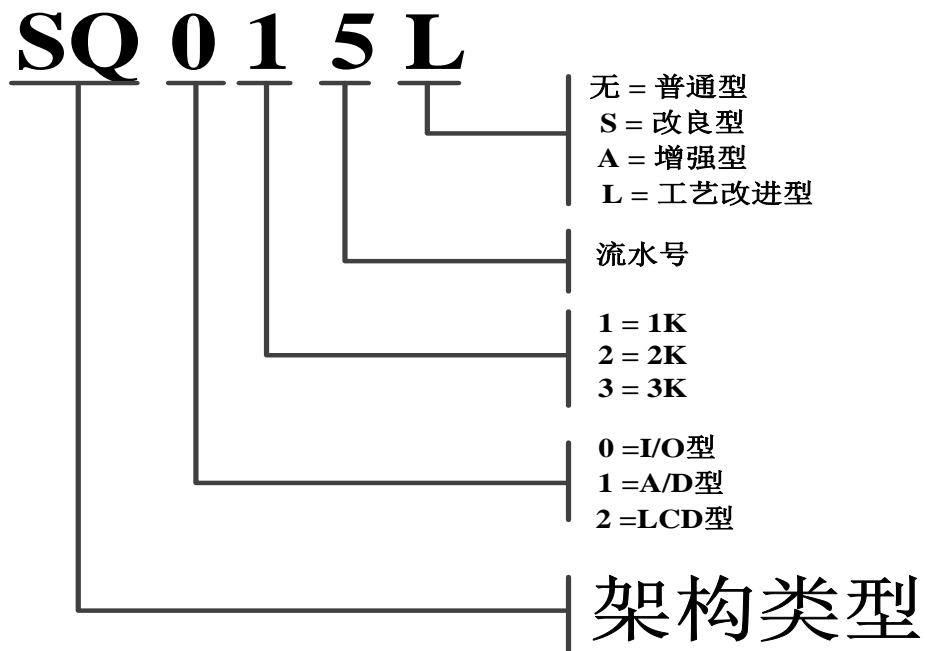 SQ 0 1 5 L
无 = 普通型
S = 改良型
A = 增强型
L = 工艺改进型
流水号
1 = 1K
2 = 2K
3 = 3K
0 =I/O型
1 =A/D型
2 =LCD型
架构类型